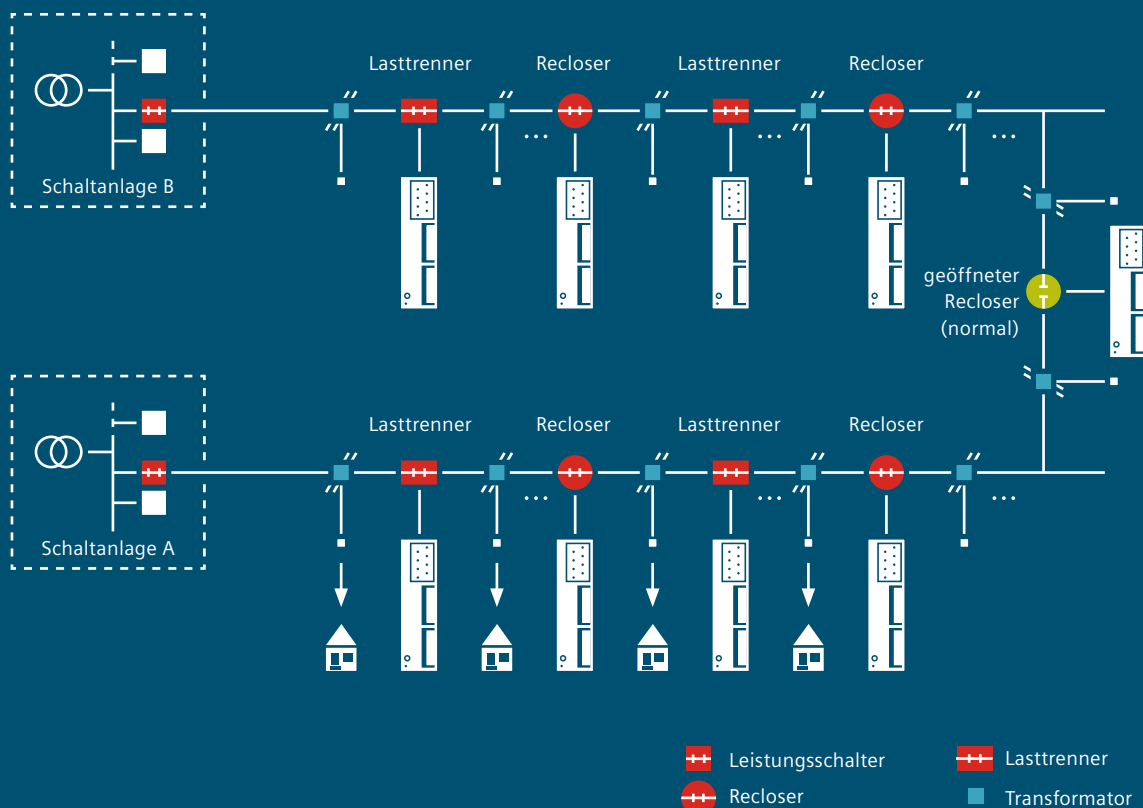 Lasttrenner
Recloser
Lasttrenner
Recloser
Schaltanlage B
geöffneter
Recloser
(normal)
Lasttrenner
Recloser
Lasttrenner
Recloser
Schaltanlage A
Leistungsschalter
Lasttrenner
Recloser
Transformator